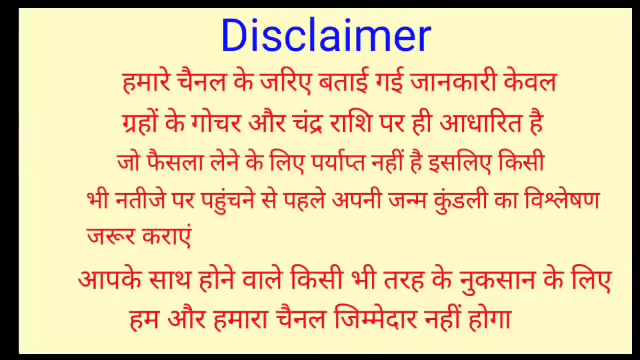 Disclaimer
हमारे चैनल के जरिए बताई गई जानकारी केवल
ग्रहों के गोचर और चंद्र राशि पर ही आधारित है
जो फैसला लेने के लिए पर्याप्त नहीं है इसलिए किसी
भी नतीजे पर पहुंचने से पहले अपनी जन्म कुंडली का विश्लेषण
जरूर कराएं
आपके साथ होने वाले किसी भी तरह के नुकसान के लिए
हम और हमारा चैनल जिम्मेदार नहीं होगा